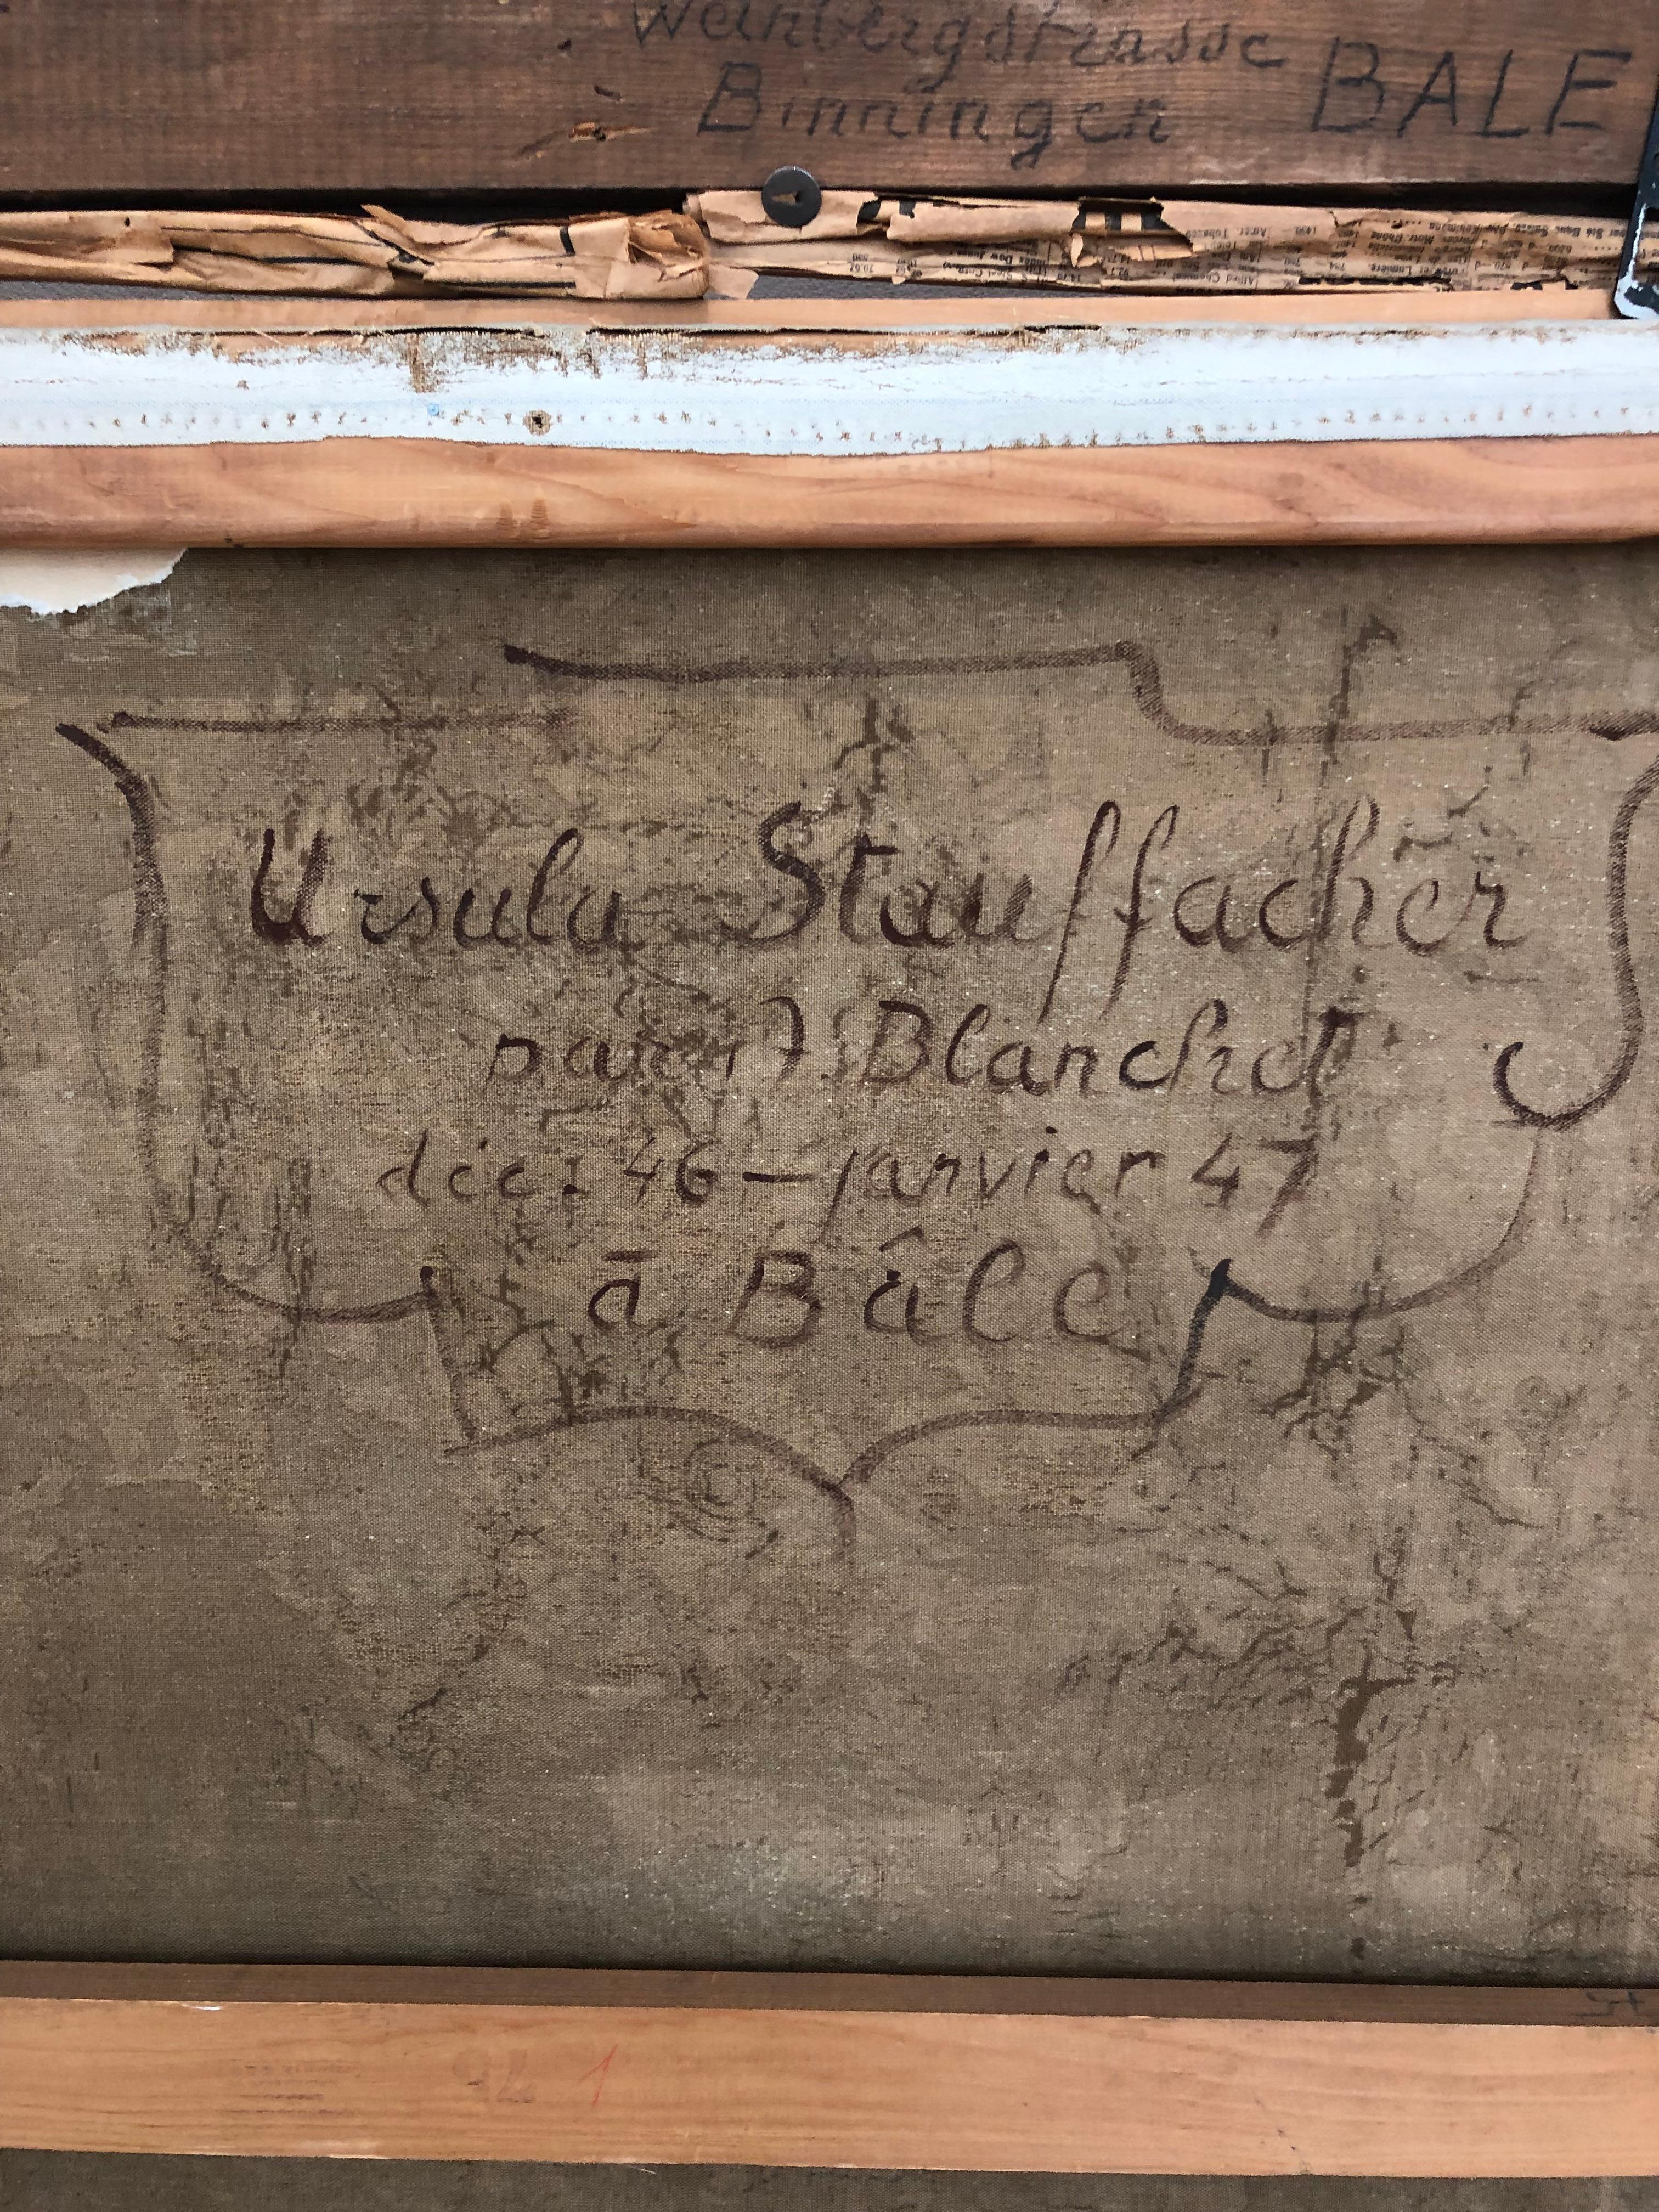 Weinbergstrasse
Binningen BALE
Ursula Stauffacher
par A Blanchet
déc: 46 — janvier 47
à Bâle